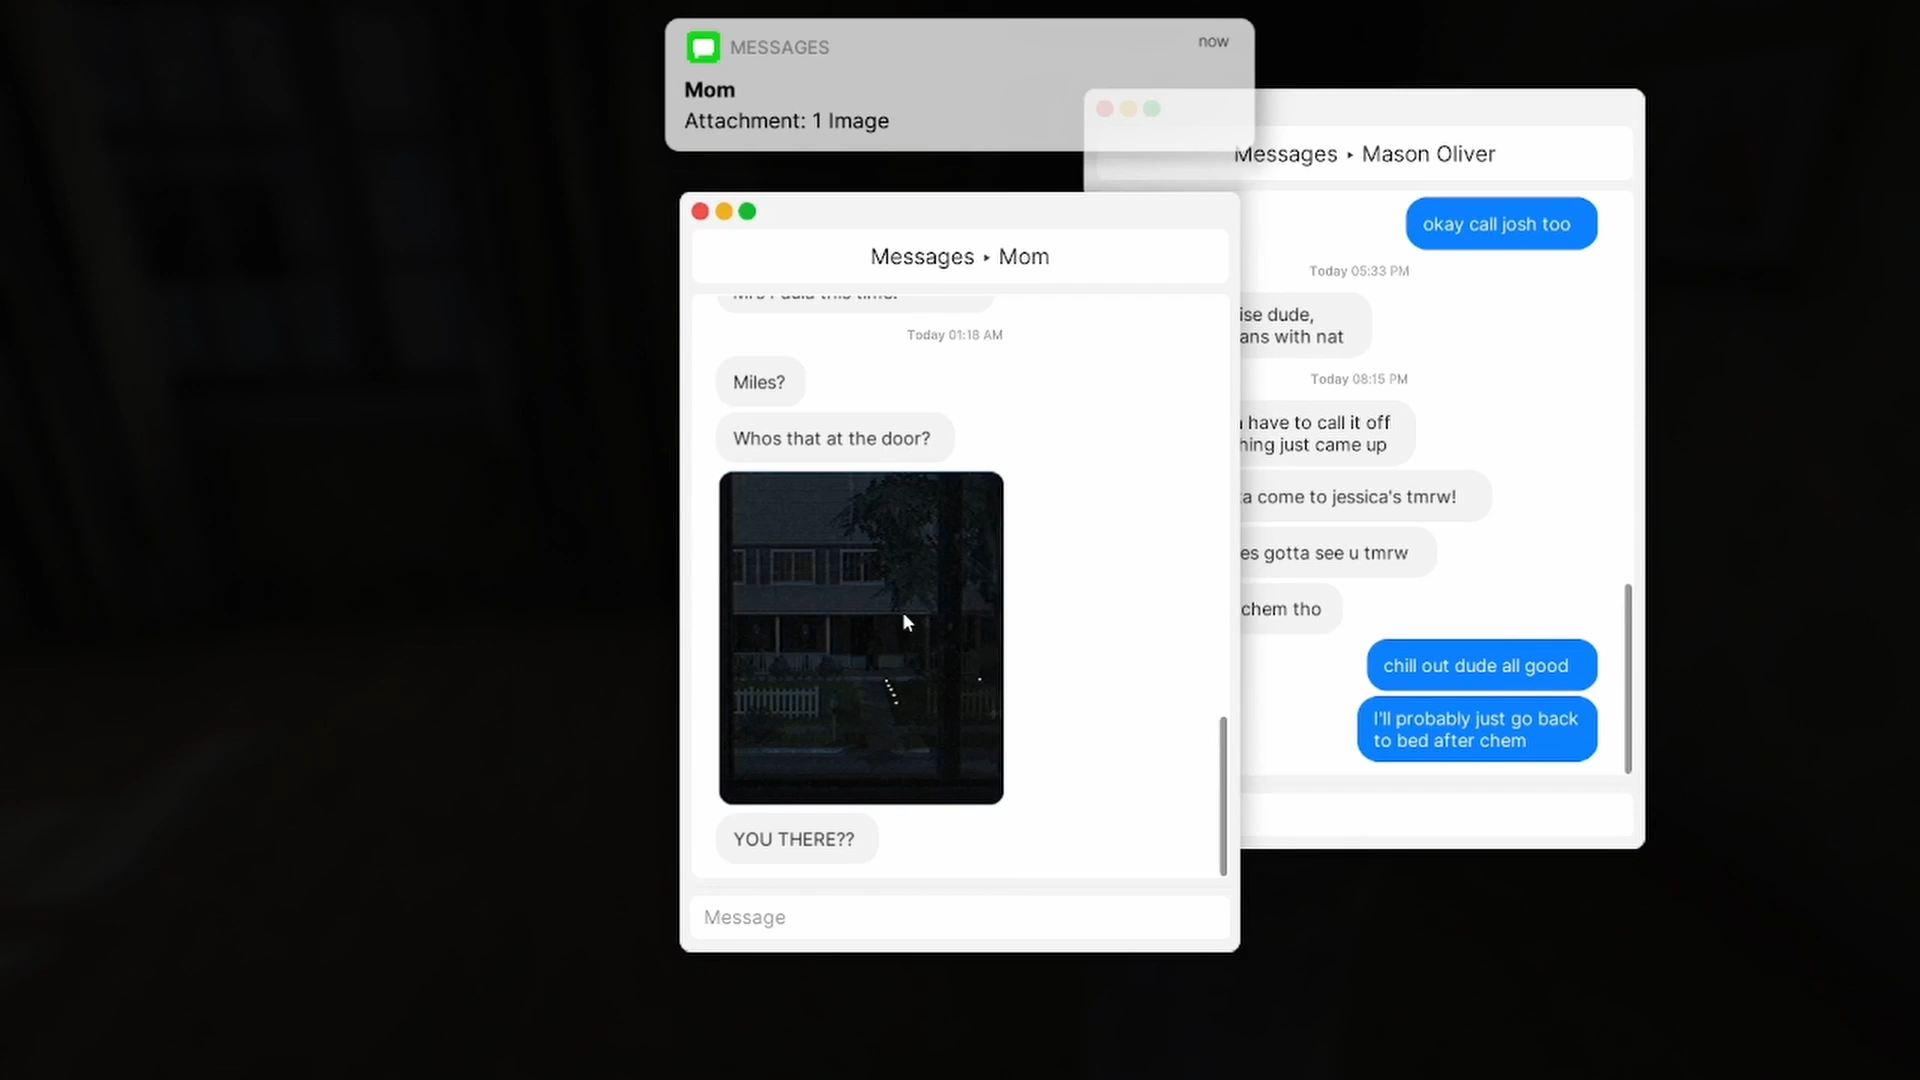 MESSAGES
now
Mom
Attachment: 1 Image
Messages ‣ Mom
this time.
Today 01:18 AM
Miles?
Whos that at the door?
YOU THERE??
Message
Messages ‣ Mason Oliver
okay call josh too
Today 05:33 PM
ise dude,
ans with nat
Today 08:15 PM
have to call it off
hing just came up
a come to jessica's tmrw!
es gotta see u tmrw
chem tho
chill out dude all good
I'll probably just go back
to bed after chem